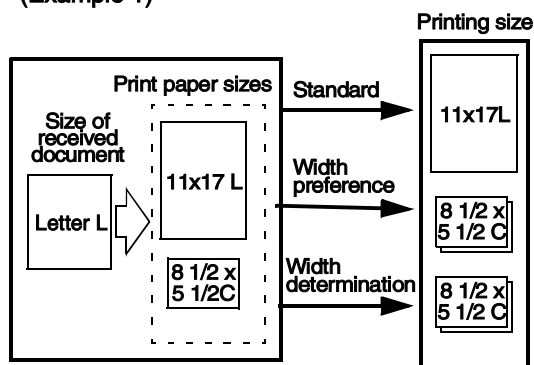 (Example 1)
Printing size
Print paper sizes
Size of
received
document
Letter L
11x17 L
8 1/2 x
5 1/2C
Standard
Width
preference
Width
determination
11x17L
8 1/2 x
5 1/2 C
8 1/2 x
5 1/2 C